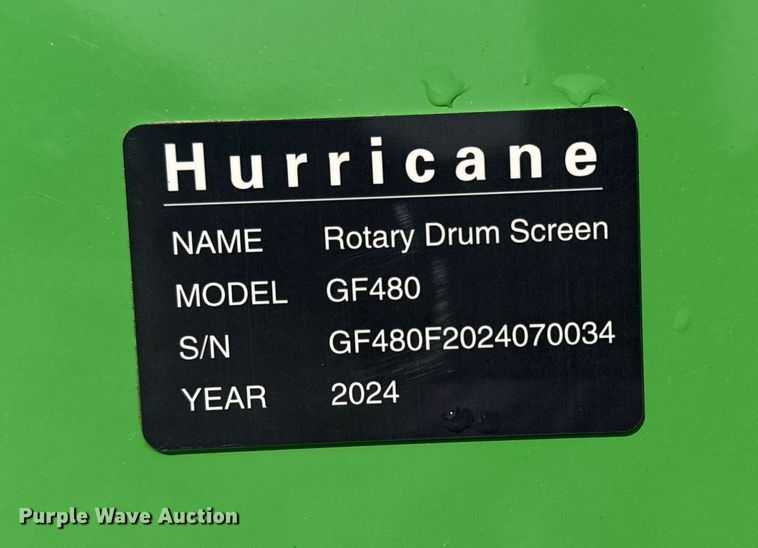 Hurricane
NAME Rotary Drum Screen
MODEL GF480
S/N GF480F2024070034
YEAR 2024
Purple Wave Auction